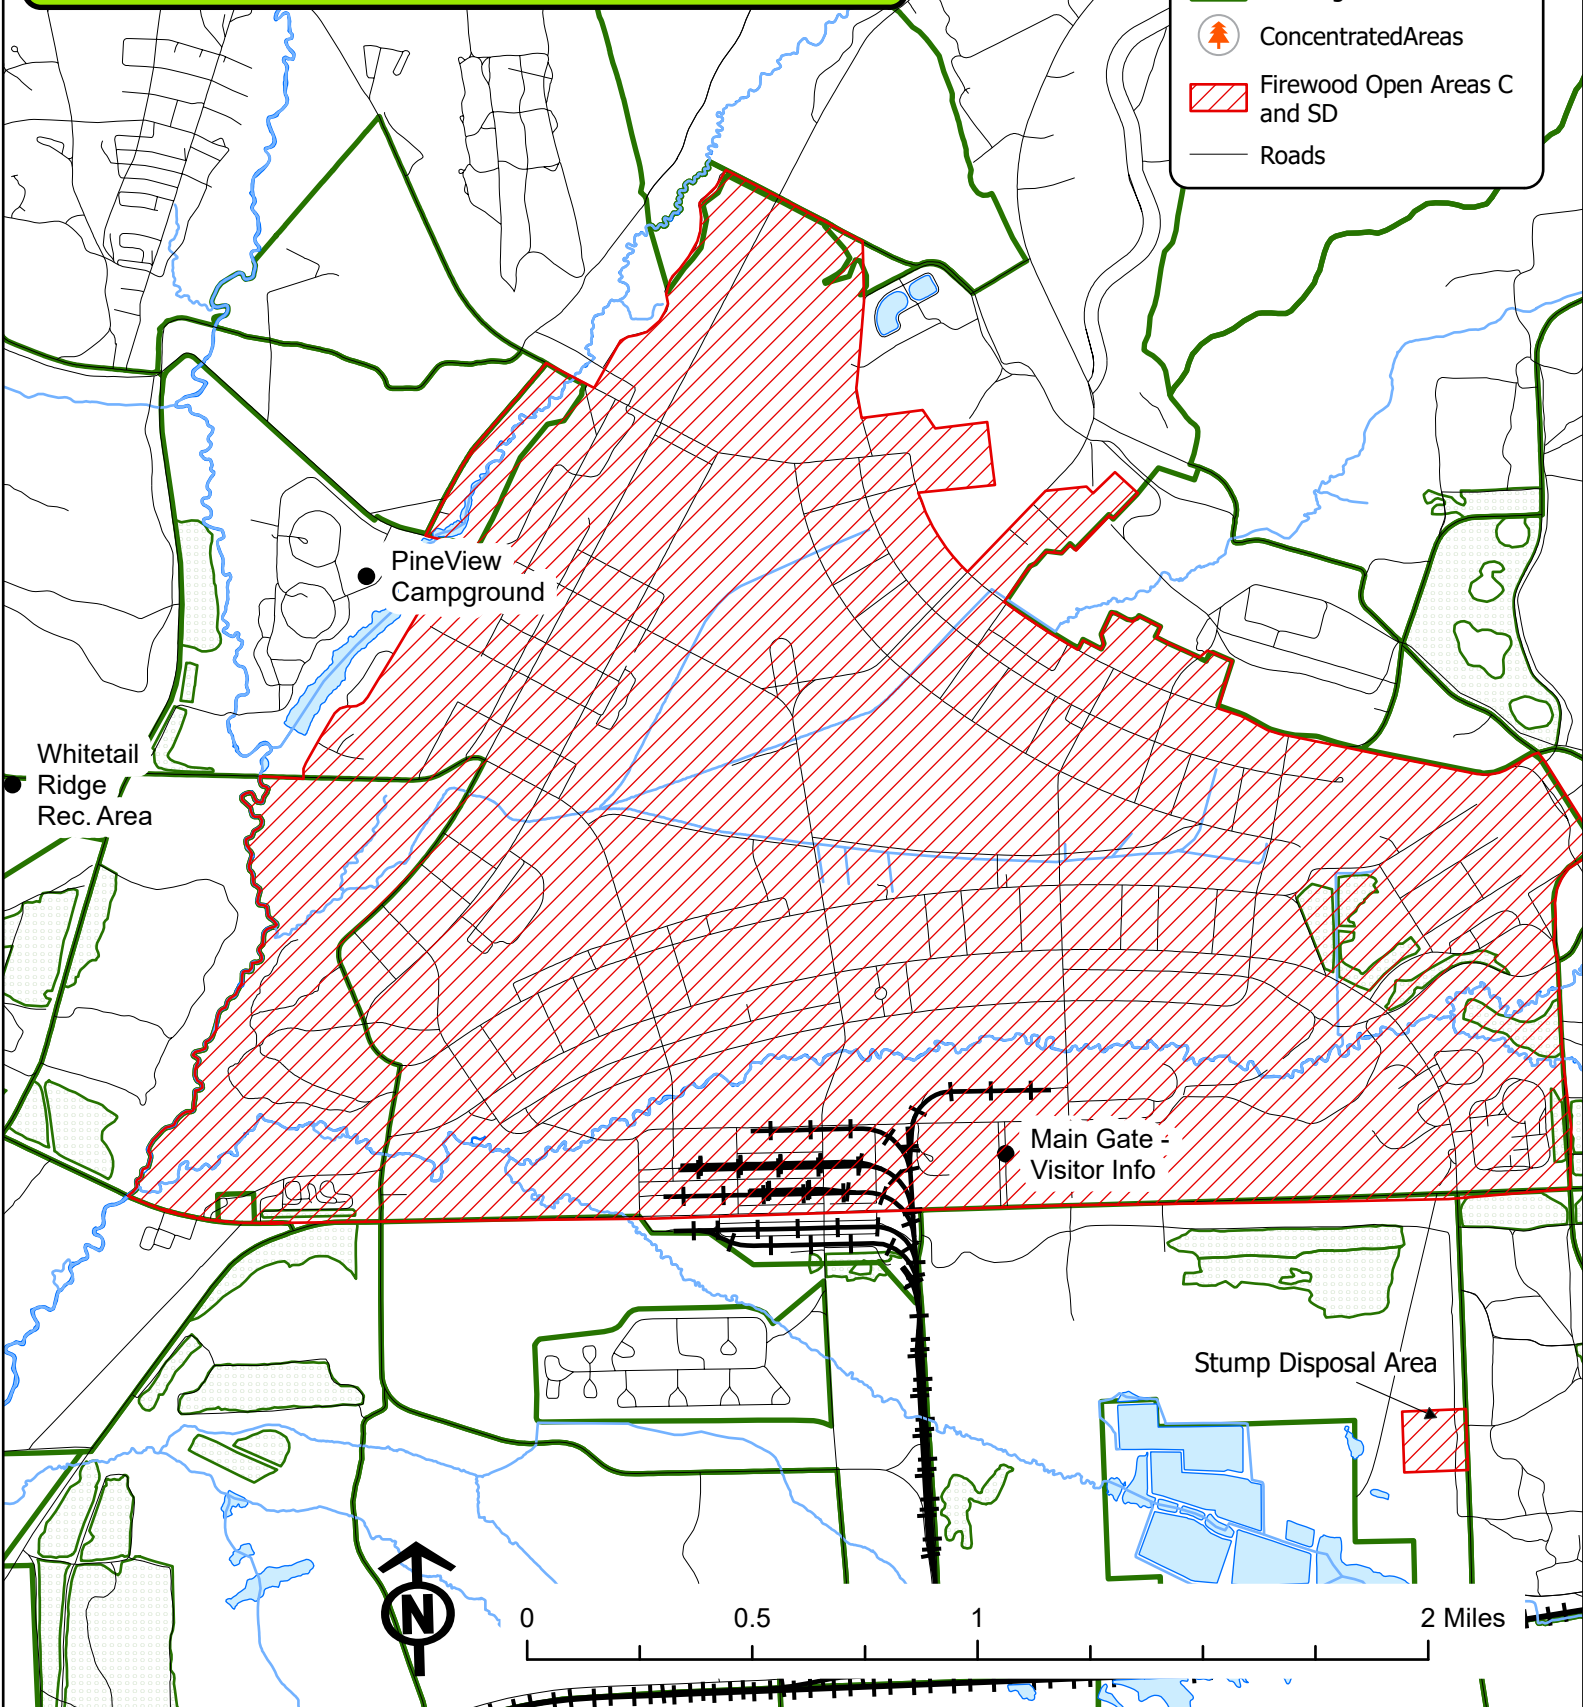 ConcentratedAreas
Firewood Open Areas C
and SD
Roads
PineView
Campground
Whitetail
Ridge
Rec. Area
Main Gate -
Visitor Info
Stump Disposal Area
N
0 0.5 1 2 Miles